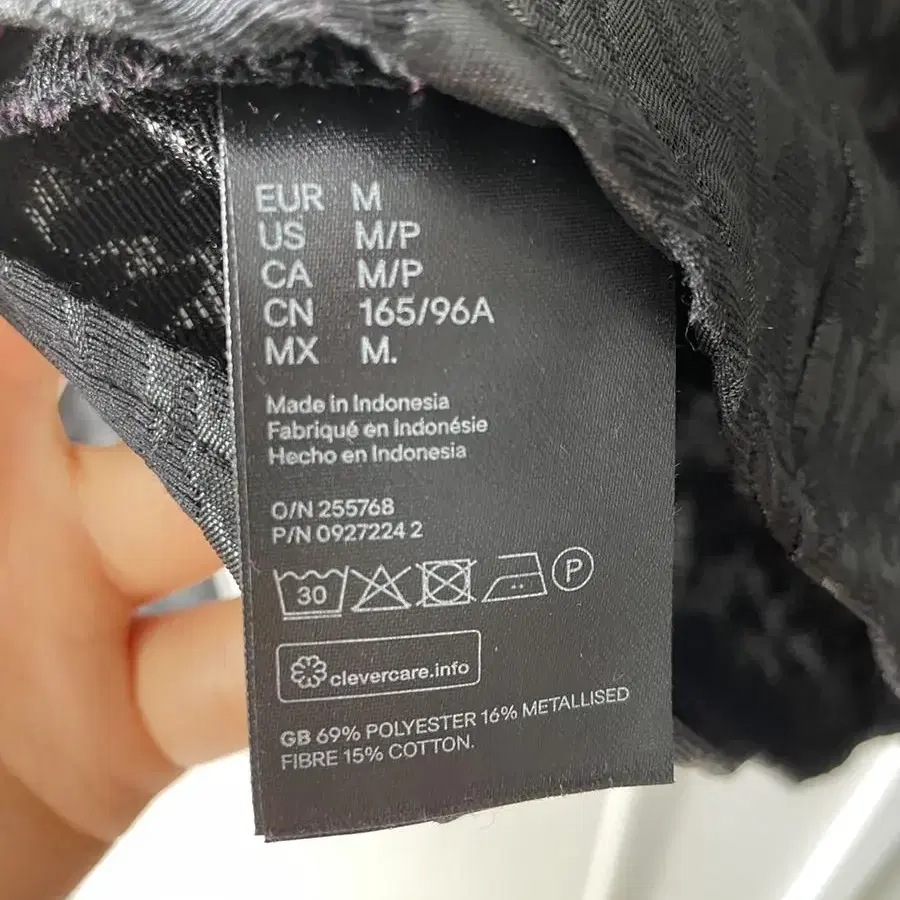 EUR M
US M/P
CA M/P
CN 165/96A
MX M.
Made in Indonesia
Fabriqué en Indonésie
Hecho en Indonesia
O/N 255768
P/N 0927224 2
30 P
clevercare.info
GB 69% POLYESTER 16% METALLISED
FIBRE 15% COTTON.